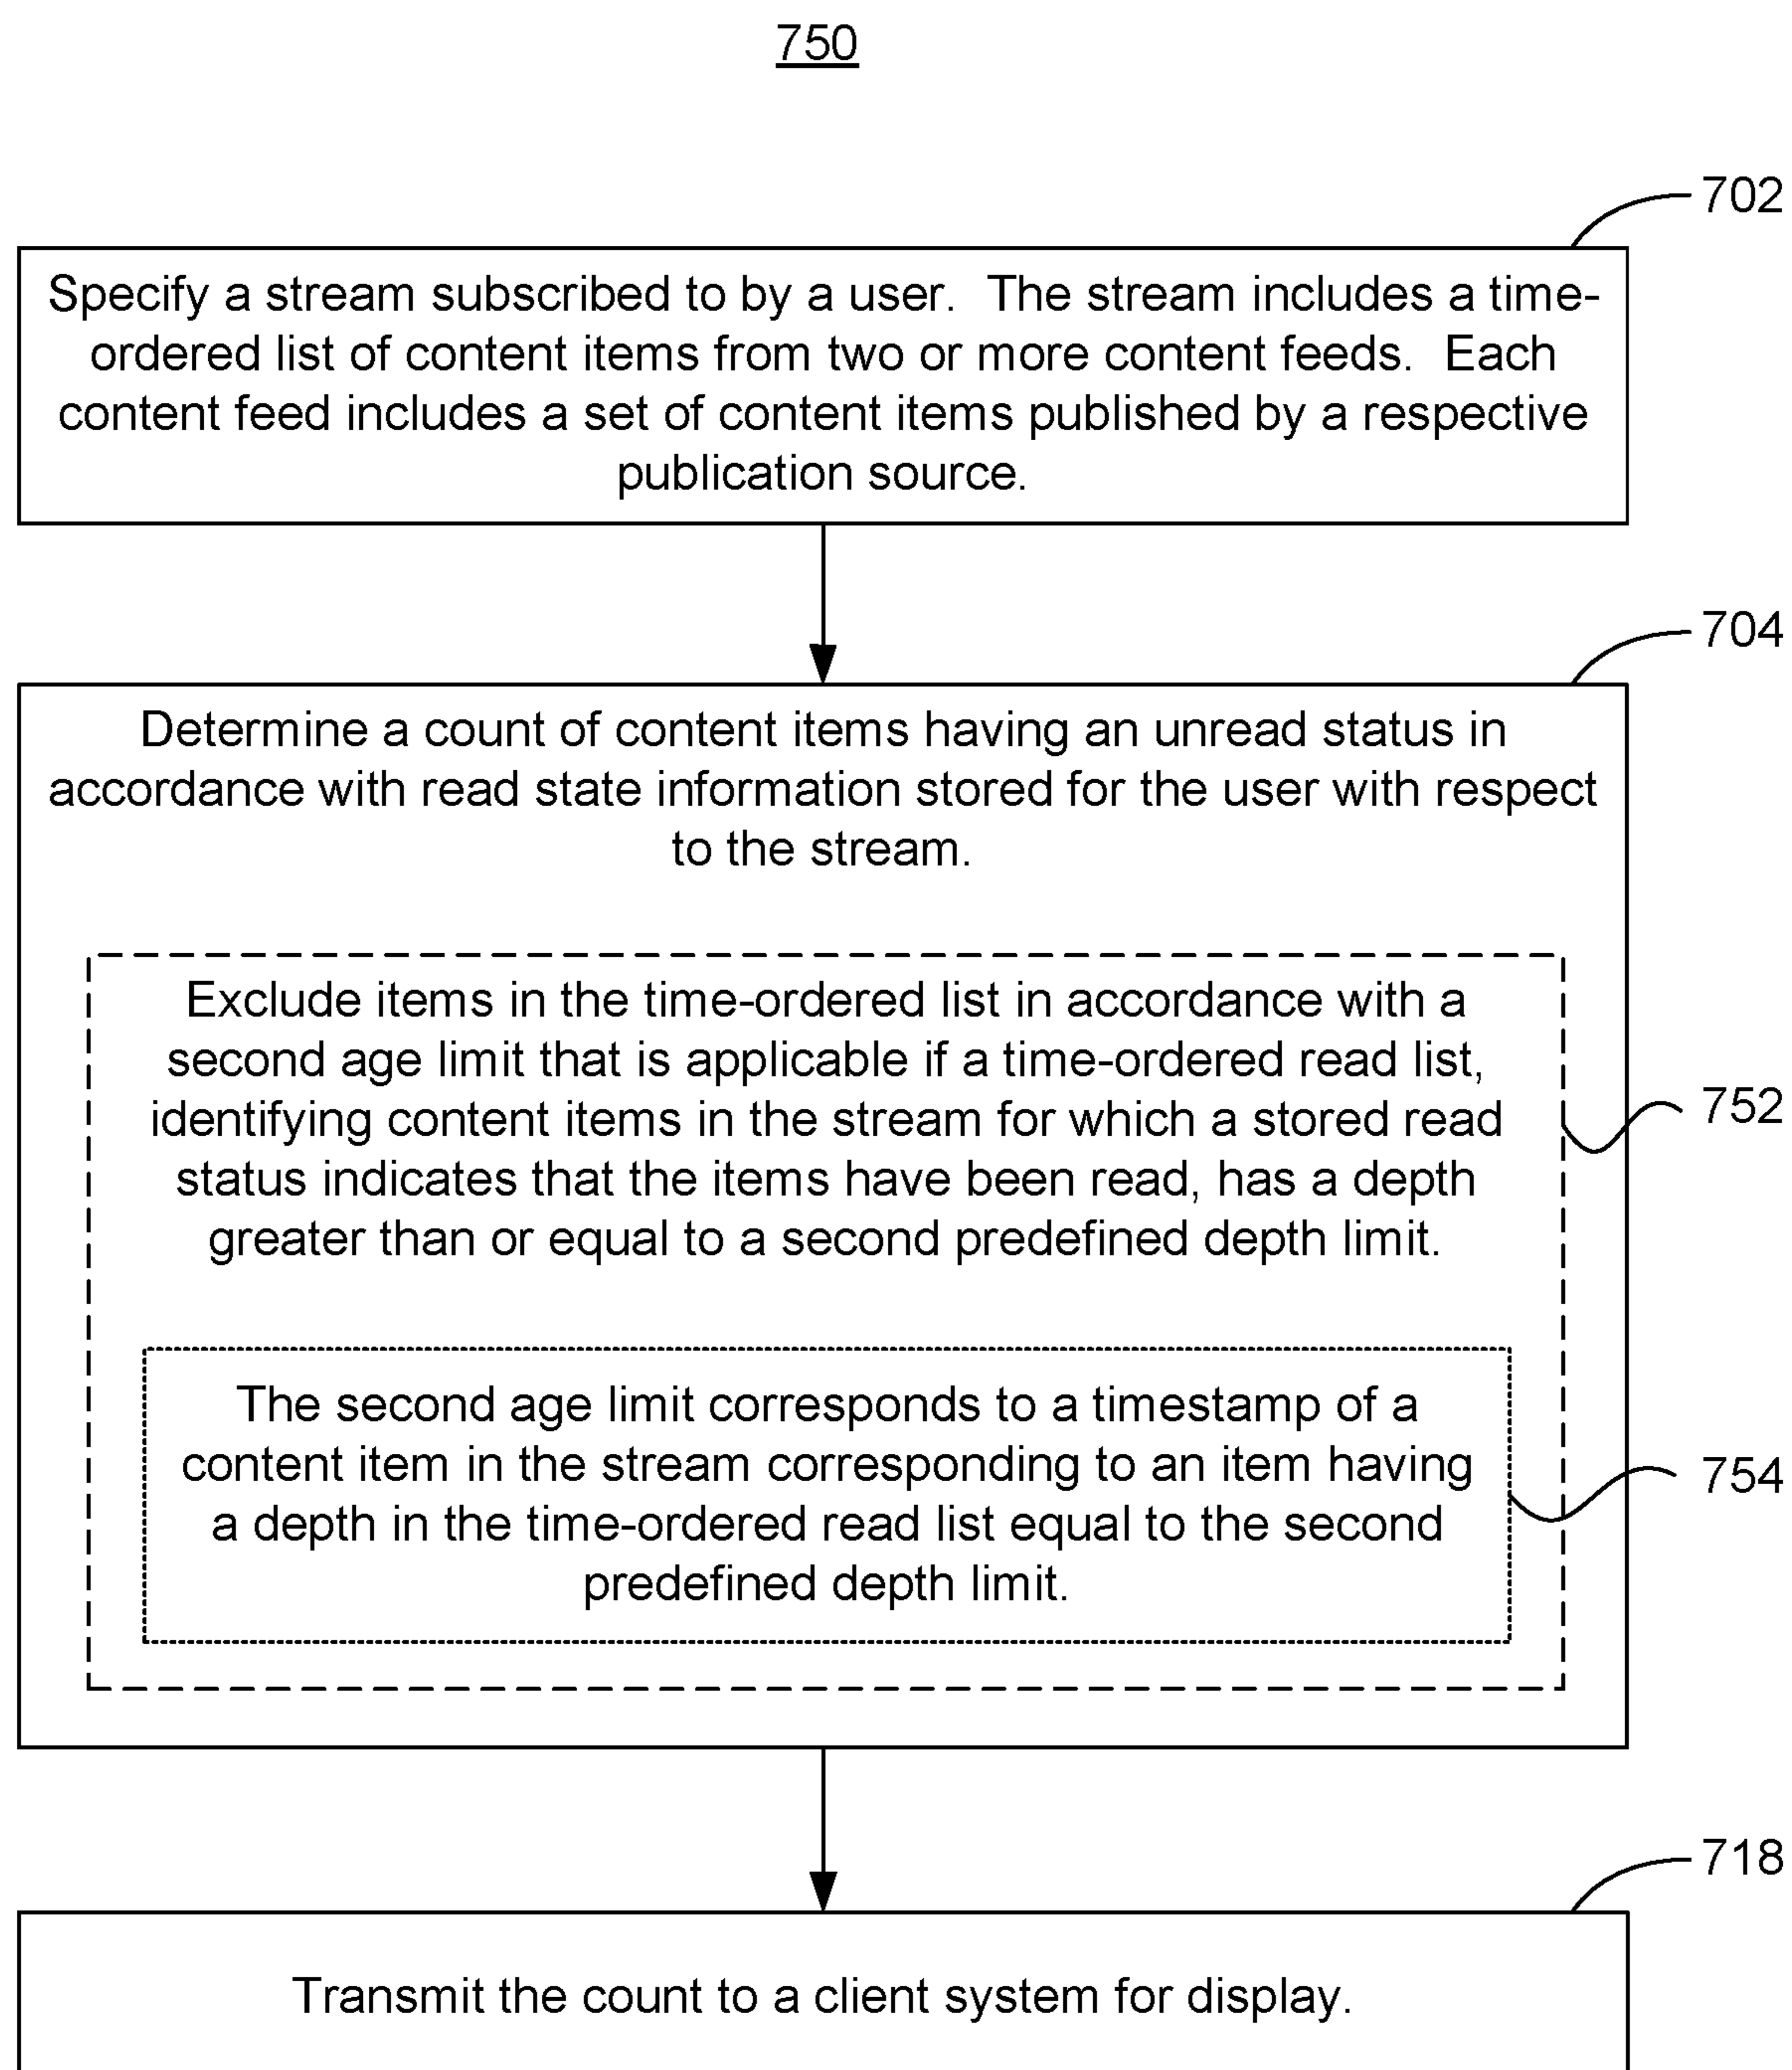 750
702
Specify a stream subscribed to by a user.  The stream includes a time-
ordered list of content items from two or more content feeds.  Each
content feed includes a set of content items published by a respective
publication source.
704
Determine a count of content items having an unread status in
accordance with read state information stored for the user with respect
to the stream.
Exclude items in the time-ordered list in accordance with a
second age limit that is applicable if a time-ordered read list,
identifying content items in the stream for which a stored read
status indicates that the items have been read, has a depth
greater than or equal to a second predefined depth limit.
752
The second age limit corresponds to a timestamp of a
content item in the stream corresponding to an item having
a depth in the time-ordered read list equal to the second
predefined depth limit.
754
718
Transmit the count to a client system for display.